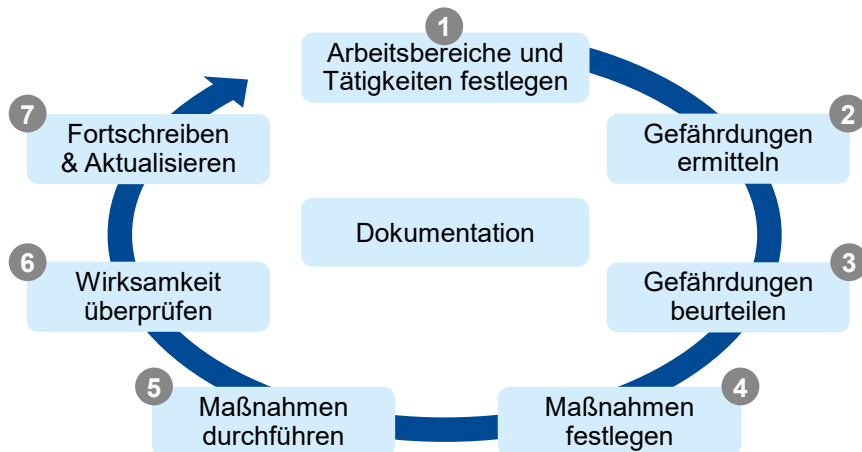 1
Arbeitsbereiche und
Tätigkeiten festlegen
2
Gefährdungen
ermitteln
3
Gefährdungen
beurteilen
4
Maßnahmen
festlegen
5
Maßnahmen
durchführen
6
Wirksamkeit
überprüfen
7
Fortschreiben
& Aktualisieren
Dokumentation